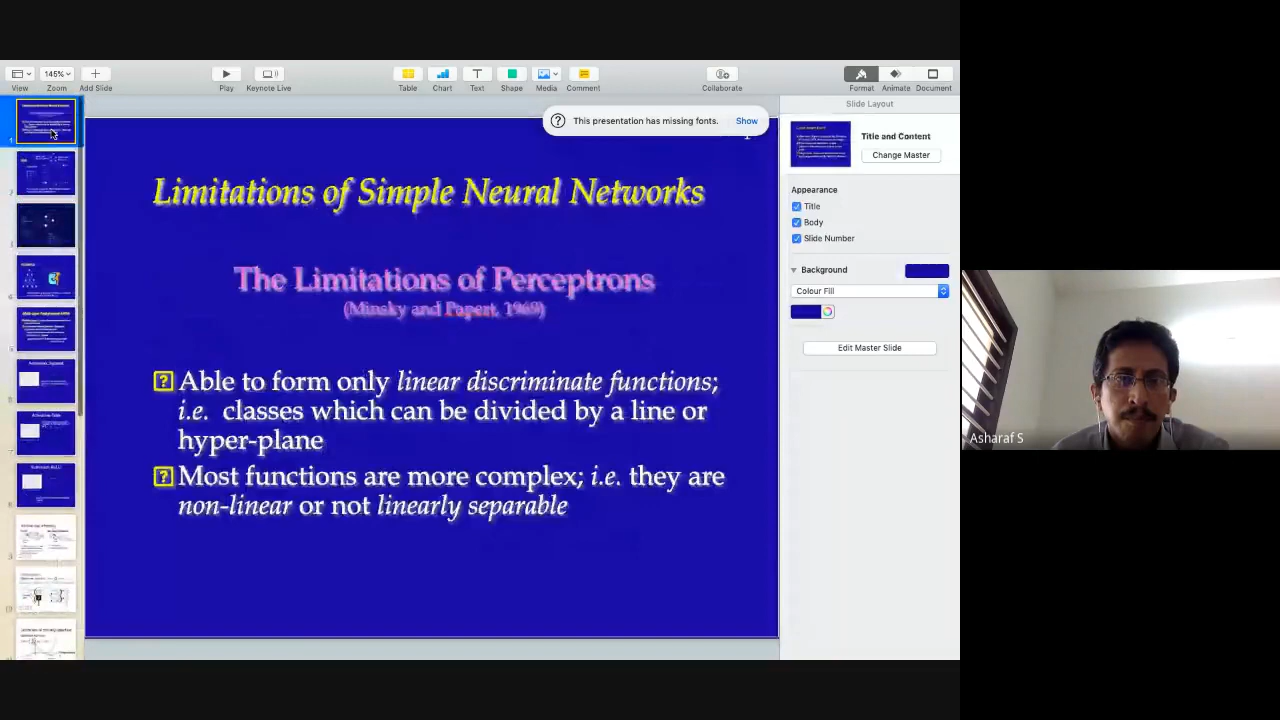 145%
View
Zoom
Add Slide
Play
Keynote Live
Table
Chart
Text
Shape
Media
Comment
Collaborate
Format
Animate
Document
This presentation has missing fonts. Show
Slide Layout
Title and Content
Change Master
Appearance
Title
Body
Slide Number
Background
Colour Fill
Edit Master Slide
Limitations of Simple Neural Networks
The Limitations of Perceptrons
(Minsky and Papert, 1969)
Able to form only linear discriminate functions;
i.e. classes which can be divided by a line or
hyper-plane
Most functions are more complex; i.e. they are
non-linear or not linearly separable
Asharaf S